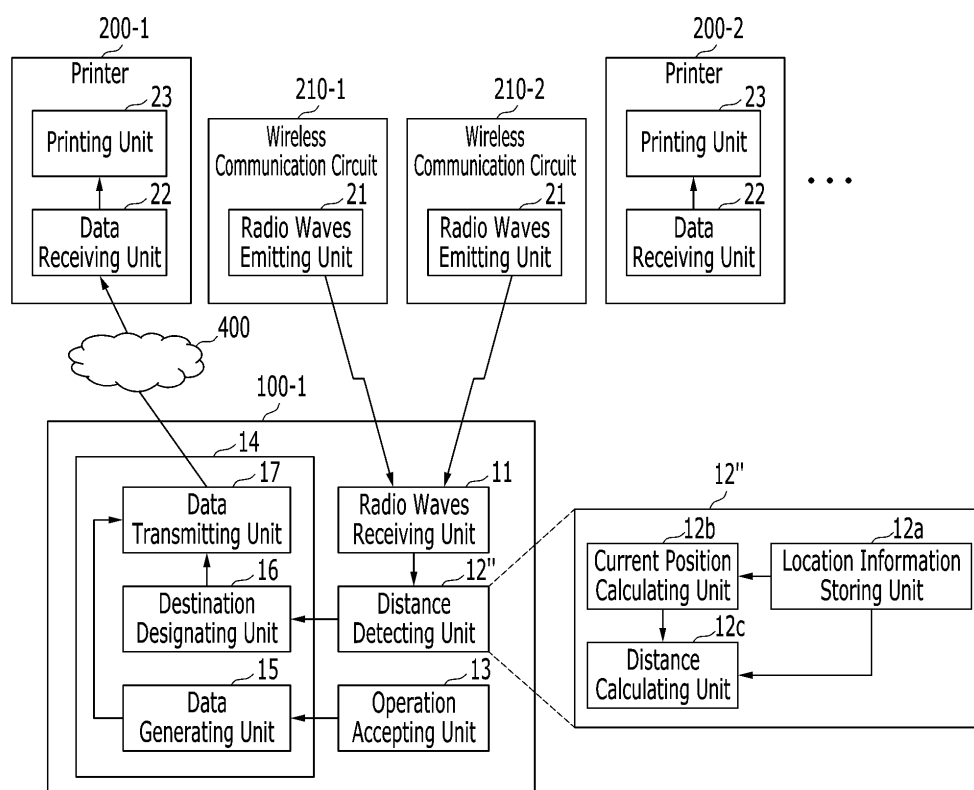 200-1
Printer
23
Printing Unit
22
Data
Receiving Unit
210-1
Wireless
Communication Circuit
21
Radio Waves
Emitting Unit
210-2
Wireless
Communication Circuit
21
Radio Waves
Emitting Unit
200-2
Printer
23
Printing Unit
22
Data
Receiving Unit
• • •
400
100-1
14
17
Data
Transmitting Unit
16
Destination
Designating Unit
15
Data
Generating Unit
11
Radio Waves
Receiving Unit
12"
Distance
Detecting Unit
13
Operation
Accepting Unit
12"
12b
Current Position
Calculating Unit
12a
Location Information
Storing Unit
12c
Distance
Calculating Unit